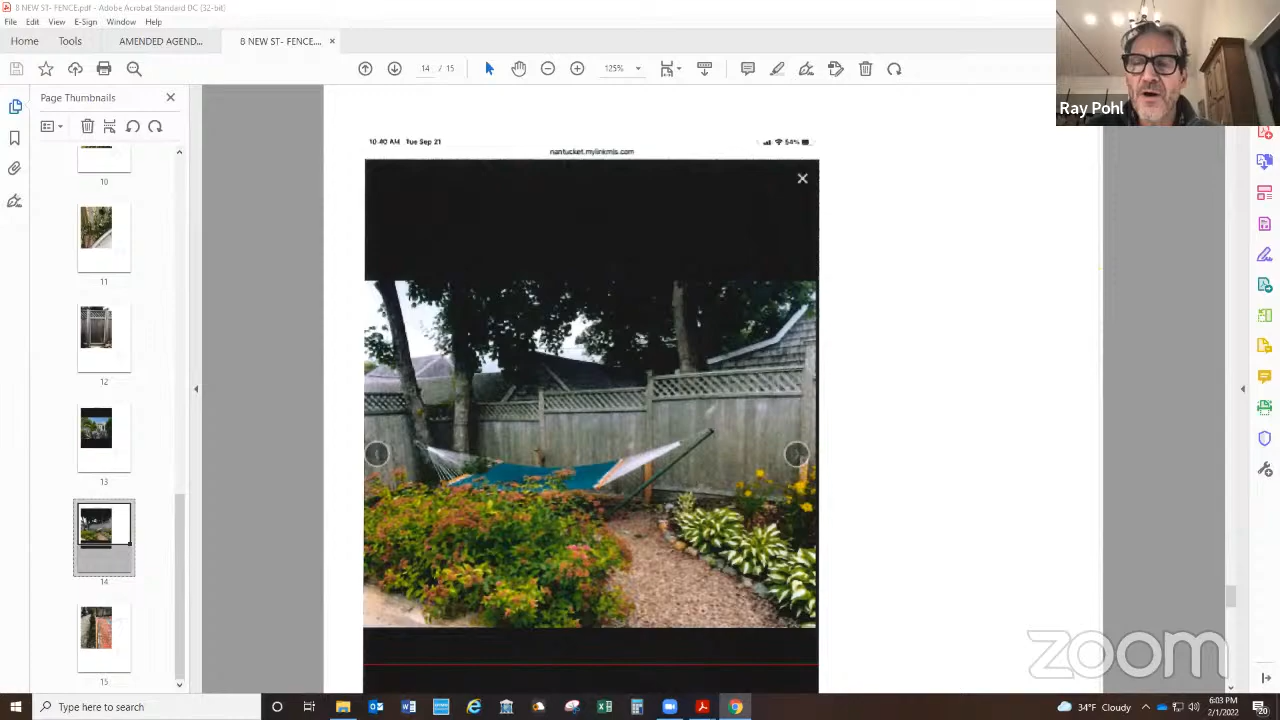 8 NEW ST- FENCE.pdf - Adobe Acrobat Standard DC (32-bit)
File Edit View E-Sign Window Help
Home Tools AMENDED AGEND... 8 NEW ST- FENCE.... ×
14 / 15 125%
Ray Pohl
Page Thumbnails
10
11
12
13
14
15
10:40 AM Tue Sep 21
54%
nantucket.mylinkmls.com
zoom
Type here to search
34°F Cloudy
6:03 PM
2/1/2022
20